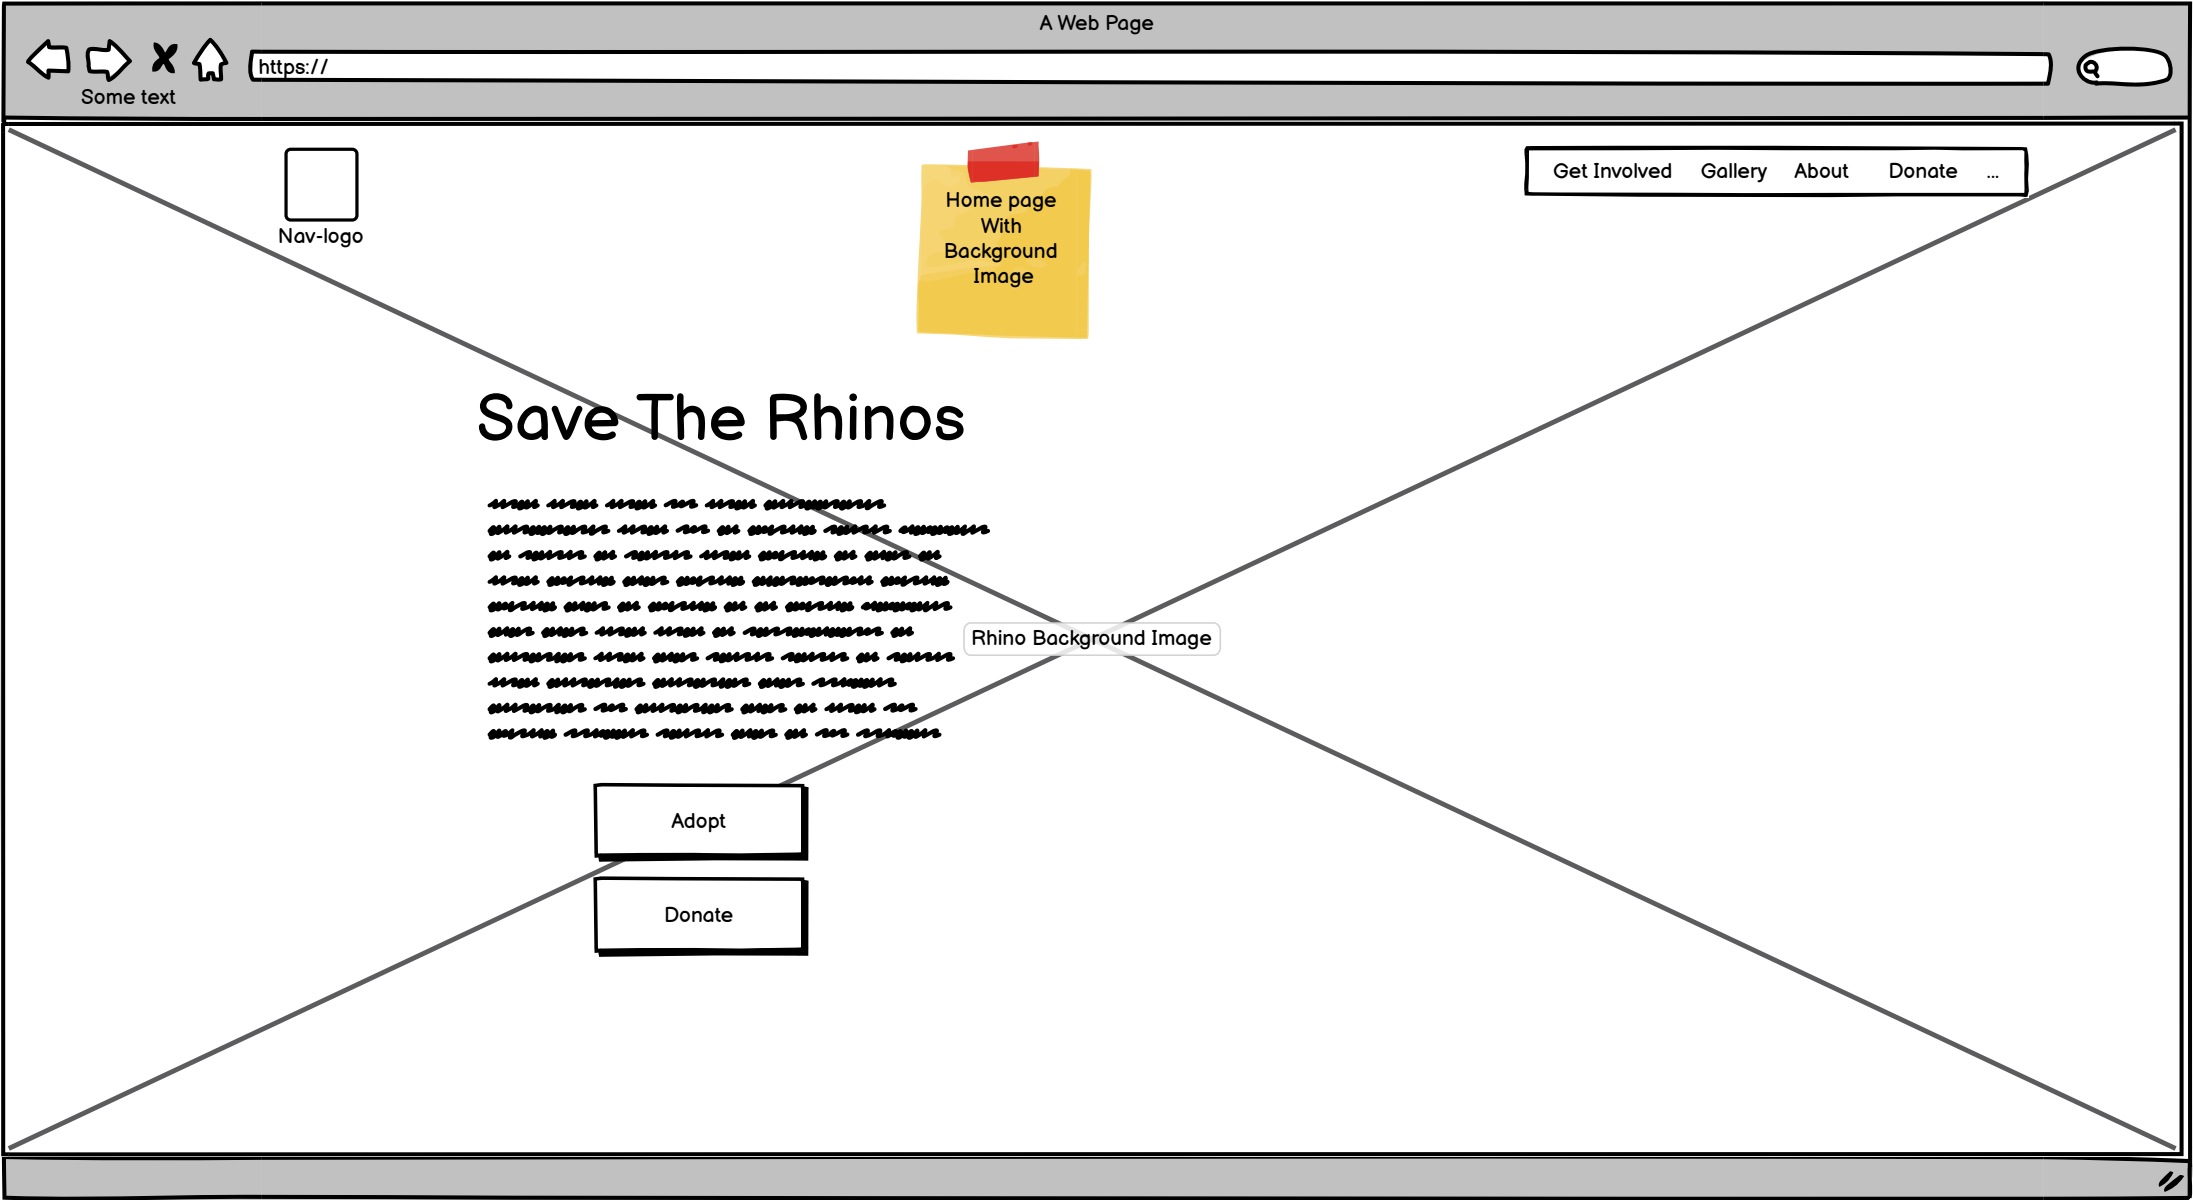 A Web Page
https://
Some text
Get Involved Gallery About Donate ...
Nav-logo
Home page
With
Background
Image
Save The Rhinos
Rhino Background Image
Adopt
Donate